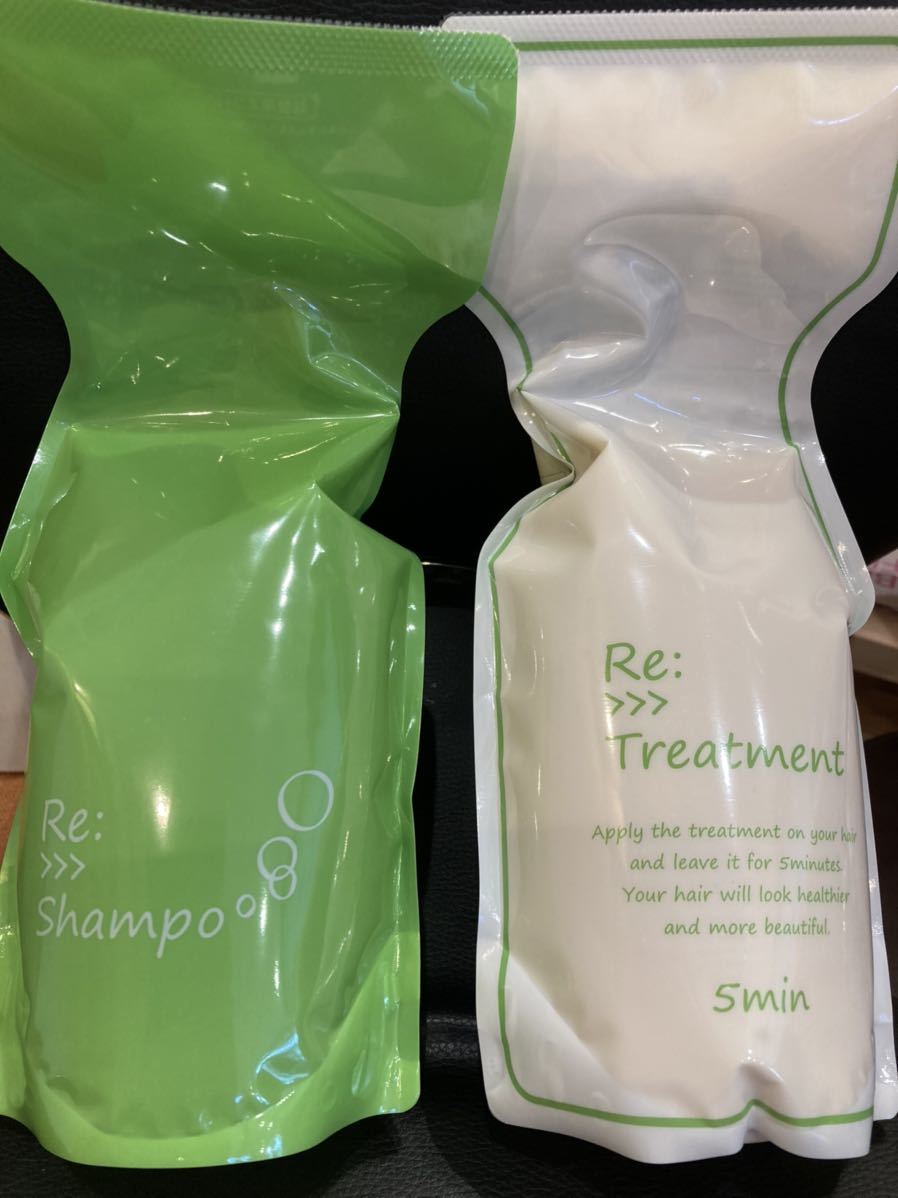 Re:
>>>
Shampoo
Re:
>>>
Treatment
Apply the treatment on your hair
and leave it for 5minutes.
Your hair will look healthier
and more beautiful.
5min